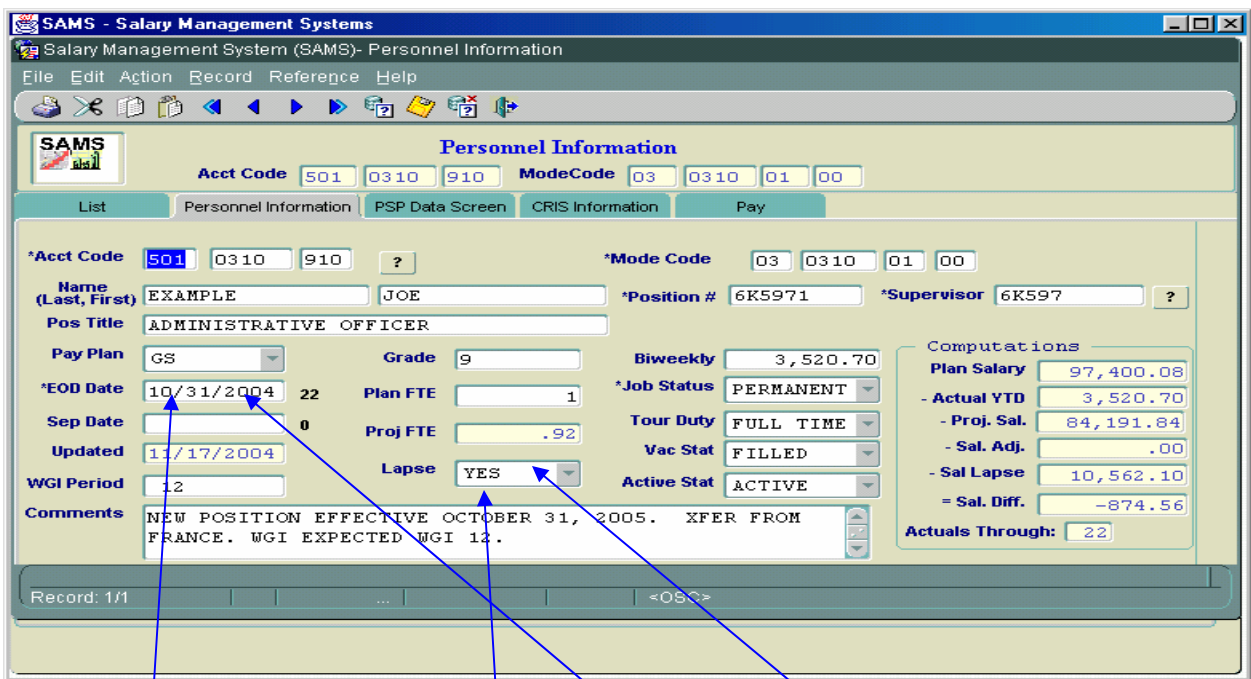 SAMS - Salary Management Systems
Salary Management System (SAMS)- Personnel Information
File Edit Action Record Reference Help
SAMS
Personnel Information
Acct Code 501 0310 910 ModeCode 03 0310 01 00
List Personnel Information PSP Data Screen CRIS Information Pay
*Acct Code 501 0310 910 ? *Mode Code 03 0310 01 00
Name
(Last, First) EXAMPLE JOE *Position # 6K5971 *Supervisor 6K597 ?
Pos Title ADMINISTRATIVE OFFICER
Pay Plan GS Grade 9 Biweekly 3,520.70
*EOD Date 10/31/2004 22 Plan FTE 1 *Job Status PERMANENT
Sep Date 0 Proj FTE .92 Tour Duty FULL TIME
Updated 11/17/2004 Lapse YES Vac Stat FILLED
WGI Period 12 Active Stat ACTIVE
Comments NEW POSITION EFFECTIVE OCTOBER 31, 2005. XFER FROM
FRANCE. WGI EXPECTED WGI 12.
Computations
Plan Salary 97,400.08
- Actual YTD 3,520.70
- Proj. Sal. 84,191.84
- Sal. Adj. .00
- Sal Lapse 10,562.10
= Sal. Diff. -874.56
Actuals Through: 22
Record: 1/1 ... <OSC>